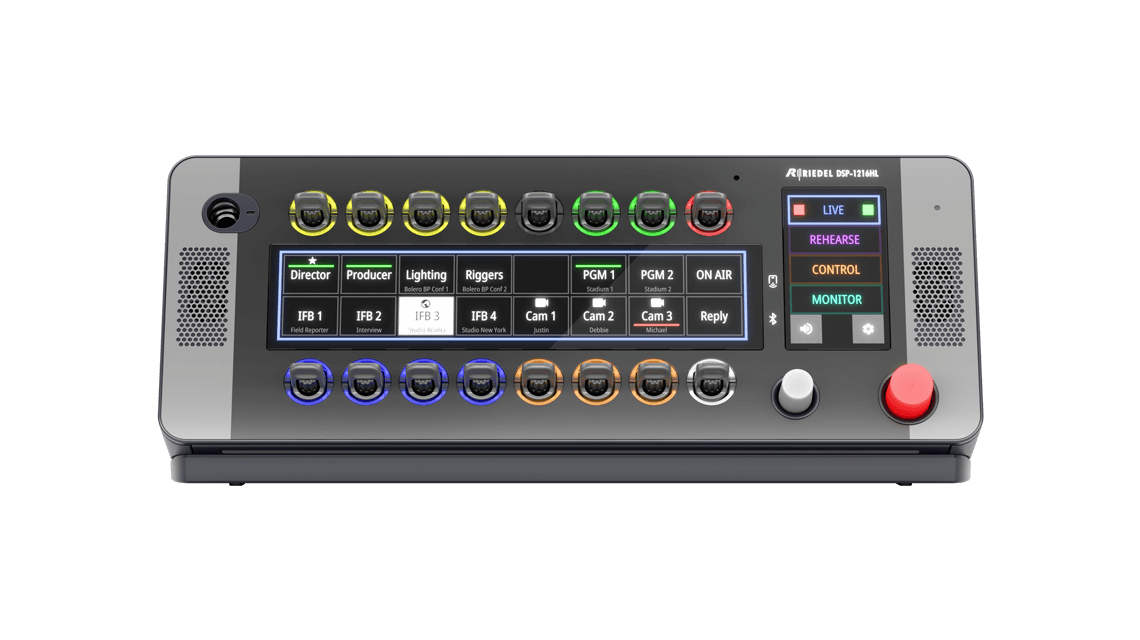 RIEDEL DSP-1216HL
LIVE
REHEARSE
CONTROL
MONITOR
Director
Producer
Lighting
Bolero BP Conf 1
Riggers
Bolero BP Conf 2
PGM 1
Stadium 1
PGM 2
Stadium 2
ON AIR
IFB 1
Field Reporter
IFB 2
Interview
IFB 3
Studio Atlanta
IFB 4
Studio New York
Cam 1
Justin
Cam 2
Debbie
Cam 3
Michael
Reply